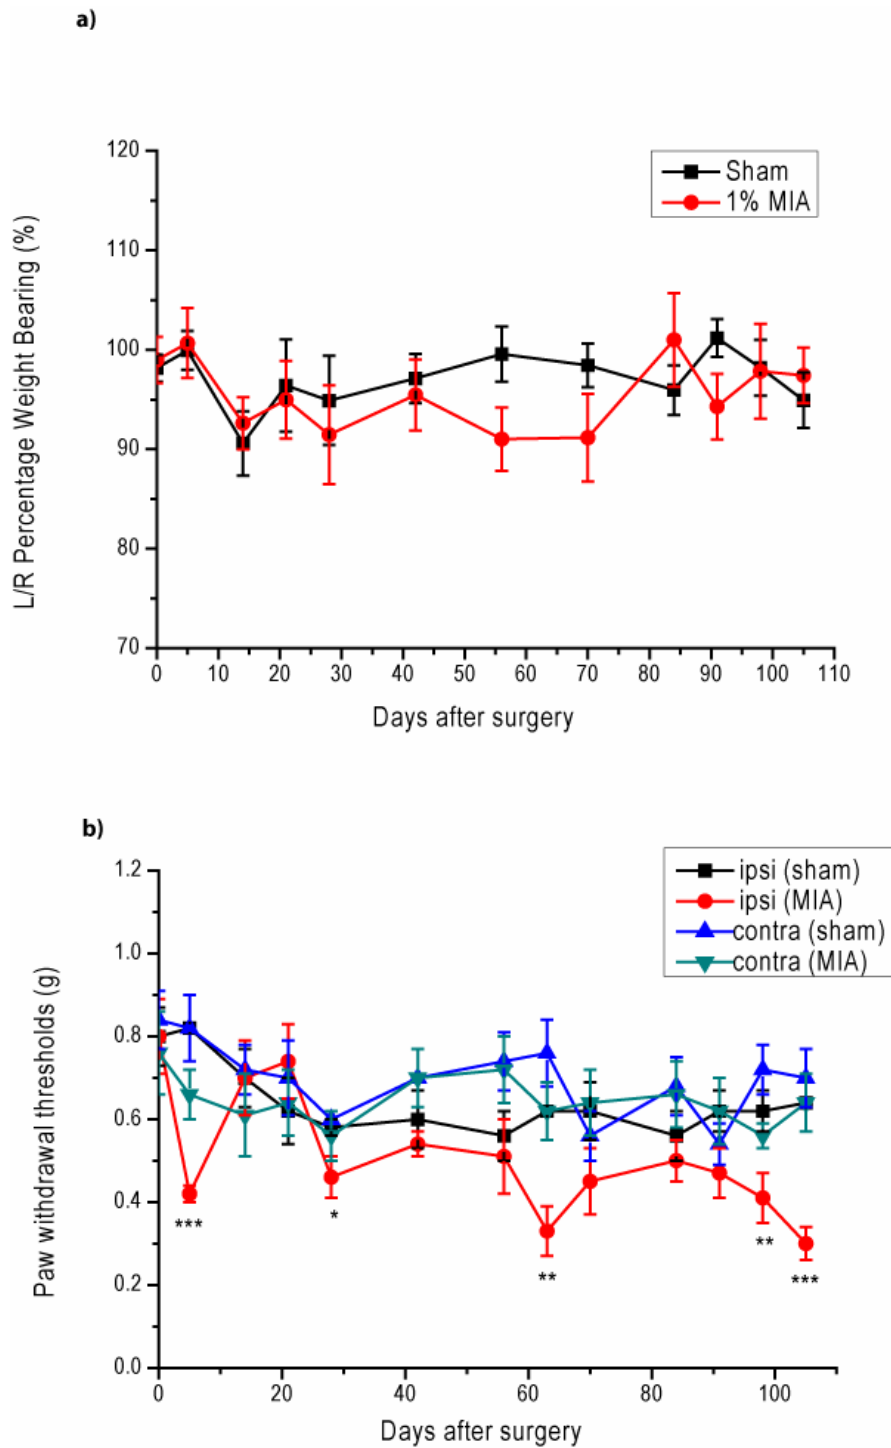 a)
120
110
100
90
80
70
L/R Percentage Weight Bearing (%)
Sham
1% MIA
0 10 20 30 40 50 60 70 80 90 100 110
Days after surgery
b)
1.2
1.0
0.8
0.6
0.4
0.2
0.0
Paw withdrawal thresholds (g)
ipsi (sham)
ipsi (MIA)
contra (sham)
contra (MIA)
***
*
**
**
***
0 20 40 60 80 100
Days after surgery